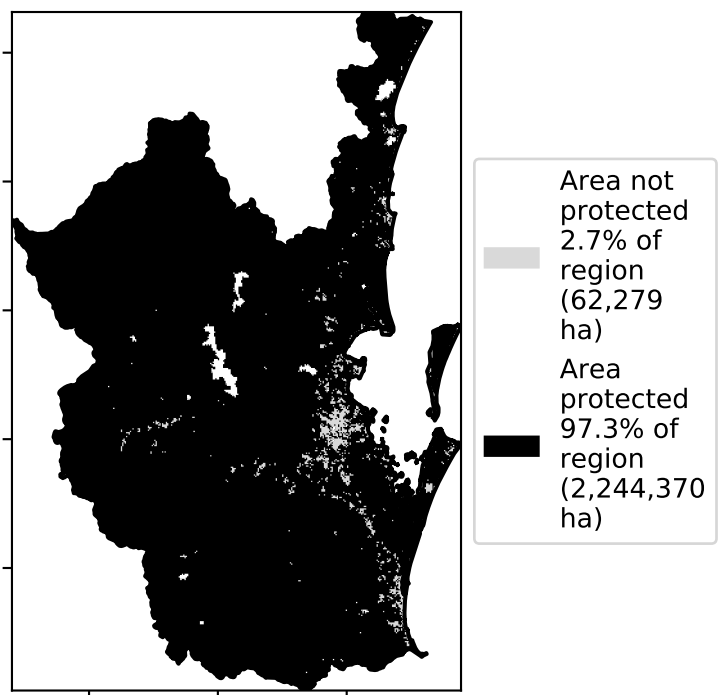 Area not
protected
2.7% of
region
(62,279
ha)
Area
protected
97.3% of
region
(2,244,370
ha)